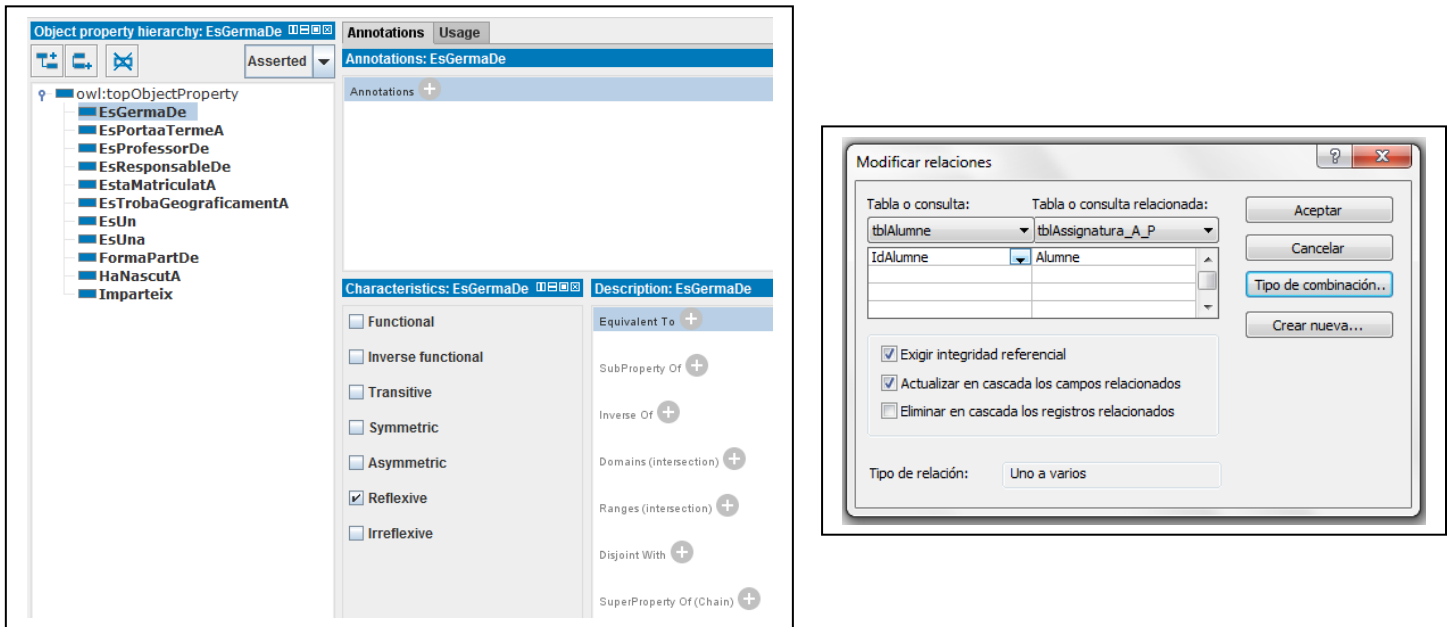 Object property hierarchy: EsGermaDe
Asserted
owl:topObjectProperty
EsGermaDe
EsPortaaTermeA
EsProfessorDe
EsResponsableDe
EstaMatriculatA
EsTrobaGeograficamentA
EsUn
EsUna
FormaPartDe
HaNascutA
Imparteix
Annotations Usage
Annotations: EsGermaDe
Annotations
Characteristics: EsGermaDe
Functional
Inverse functional
Transitive
Symmetric
Asymmetric
Reflexive
Irreflexive
Description: EsGermaDe
Equivalent To
SubProperty Of
Inverse Of
Domains (intersection)
Ranges (intersection)
Disjoint With
SuperProperty Of (Chain)
Modificar relaciones
Tabla o consulta: Tabla o consulta relacionada:
tblAlumne tblAssignatura_A_P
IdAlumne Alumne
Exigir integridad referencial
Actualizar en cascada los campos relacionados
Eliminar en cascada los registros relacionados
Tipo de relación: Uno a varios
Aceptar
Cancelar
Tipo de combinación..
Crear nueva...